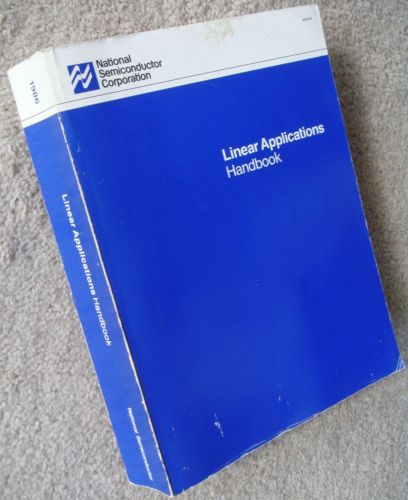 National
Semiconductor
Corporation
Linear Applications
Handbook
1986
Linear Applications Handbook
National Semiconductor